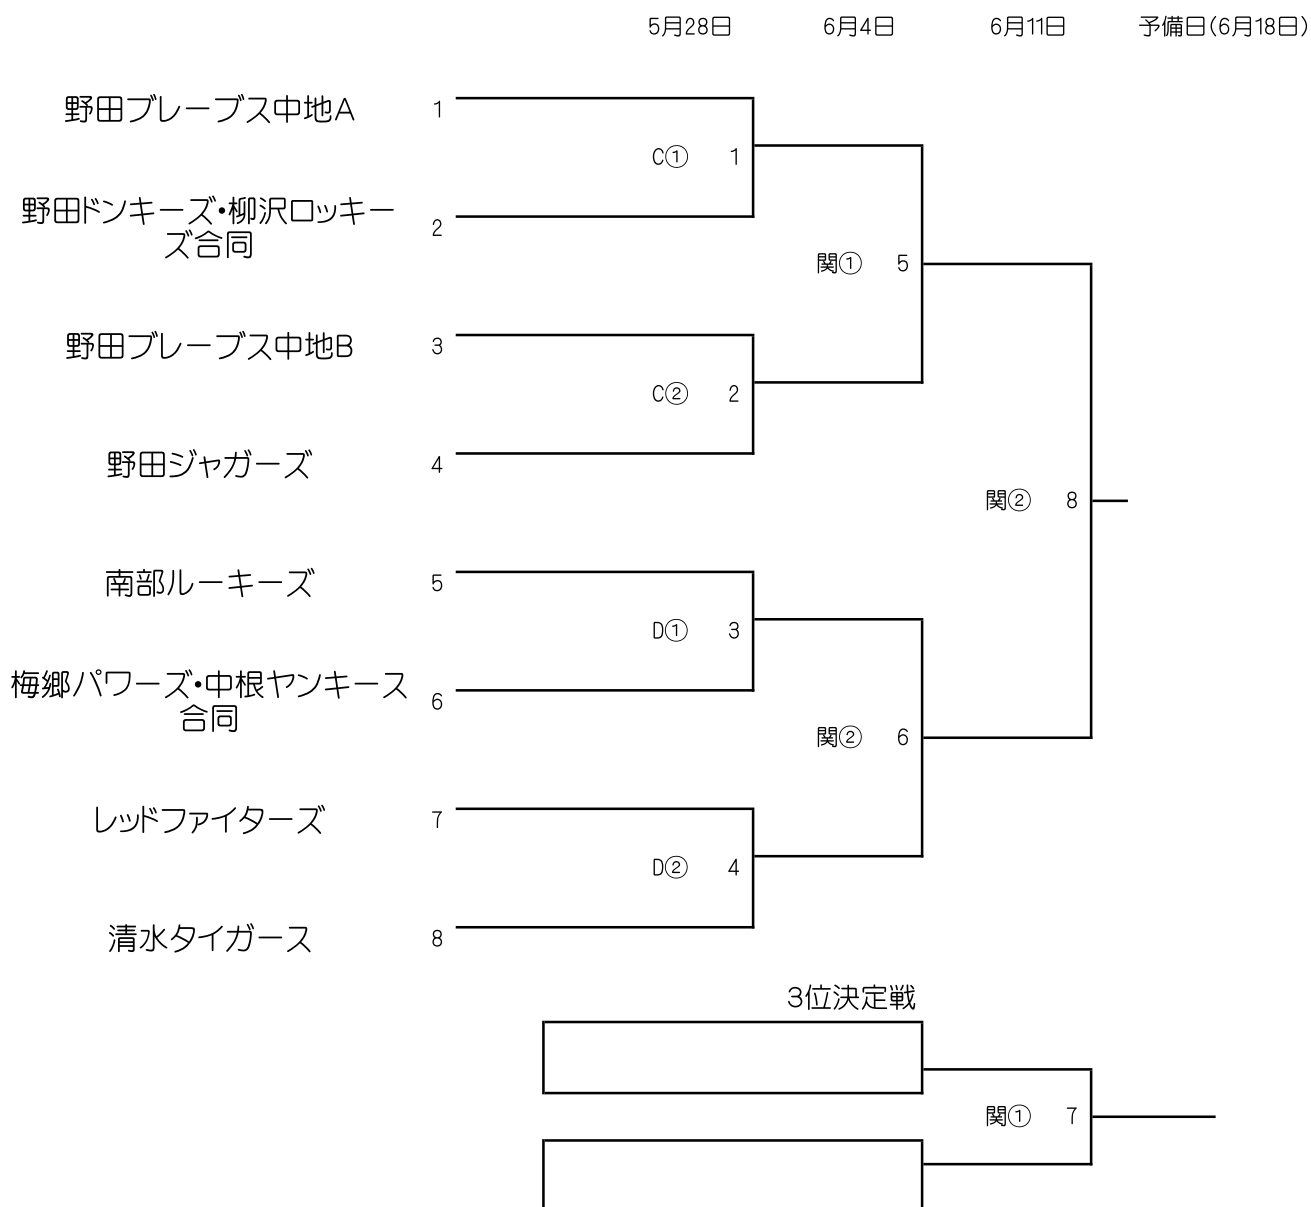 5月28日 6月4日 6月11日 予備日(6月18日)
野田ブレーブス中地A 1
C① 1
野田ドンキーズ・柳沢ロッキー
ズ合同 2
関① 5
野田ブレーブス中地B 3
C② 2
野田ジャガーズ 4
関② 8
南部ルーキーズ 5
D① 3
梅郷パワーズ・中根ヤンキース
合同 6
関② 6
レッドファイターズ 7
D② 4
清水タイガース 8
3位決定戦
関① 7